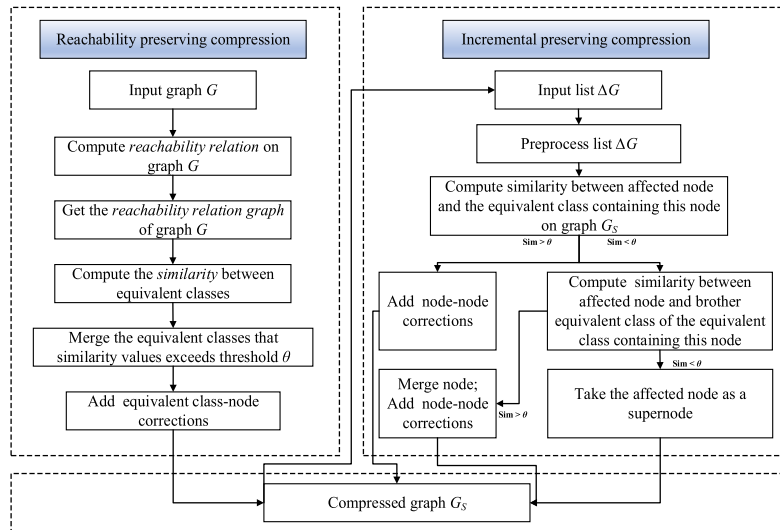 Reachability preserving compression
Input graph G
Compute reachability relation on
graph G
Get the reachability relation graph
of graph G
Compute the similarity between
equivalent classes
Merge the equivalent classes that
similarity values exceeds threshold θ
Add equivalent class-node
corrections
Incremental preserving compression
Input list ΔG
Preprocess list ΔG
Compute similarity between affected node
and the equivalent class containing this node
on graph G_S
Sim > θ
Sim < θ
Add node-node
corrections
Compute similarity between
affected node and brother
equivalent class of the equivalent
class containing this node
Sim < θ
Merge node;
Add node-node
corrections
Sim > θ
Take the affected node as a
supernode
Compressed graph G_S